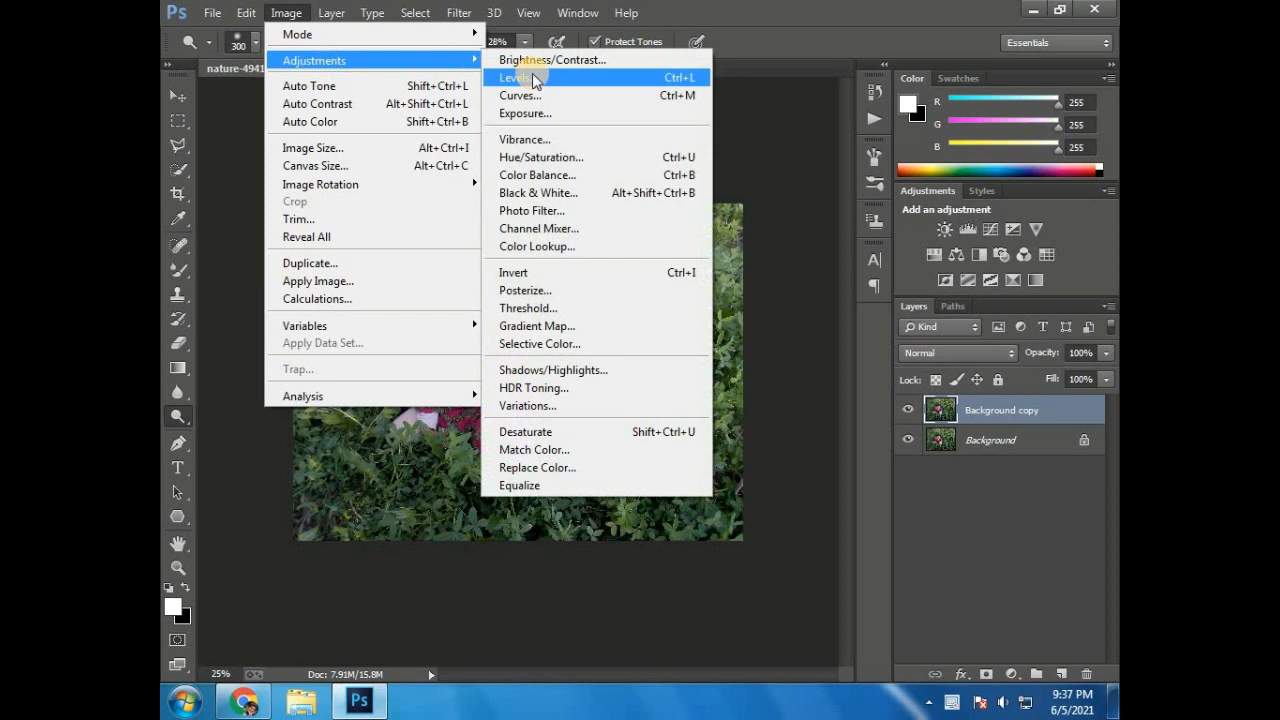 Ps File Edit Image Layer Type Select Filter 3D View Window Help
300 28% Protect Tones Essentials
nature-4941
Mode
Adjustments
Auto Tone Shift+Ctrl+L
Auto Contrast Alt+Shift+Ctrl+L
Auto Color Shift+Ctrl+B
Image Size... Alt+Ctrl+I
Canvas Size... Alt+Ctrl+C
Image Rotation
Crop
Trim...
Reveal All
Duplicate...
Apply Image...
Calculations...
Variables
Apply Data Set...
Trap...
Analysis
Brightness/Contrast...
Levels... Ctrl+L
Curves... Ctrl+M
Exposure...
Vibrance...
Hue/Saturation... Ctrl+U
Color Balance... Ctrl+B
Black & White... Alt+Shift+Ctrl+B
Photo Filter...
Channel Mixer...
Color Lookup...
Invert Ctrl+I
Posterize...
Threshold...
Gradient Map...
Selective Color...
Shadows/Highlights...
HDR Toning...
Variations...
Desaturate Shift+Ctrl+U
Match Color...
Replace Color...
Equalize
Color Swatches
R 255
G 255
B 255
Adjustments Styles
Add an adjustment
Layers Paths
Kind
Normal Opacity: 100%
Lock: Fill: 100%
Background copy
Background
25% Doc: 7.91M/15.8M
Ps
9:37 PM
6/5/2021